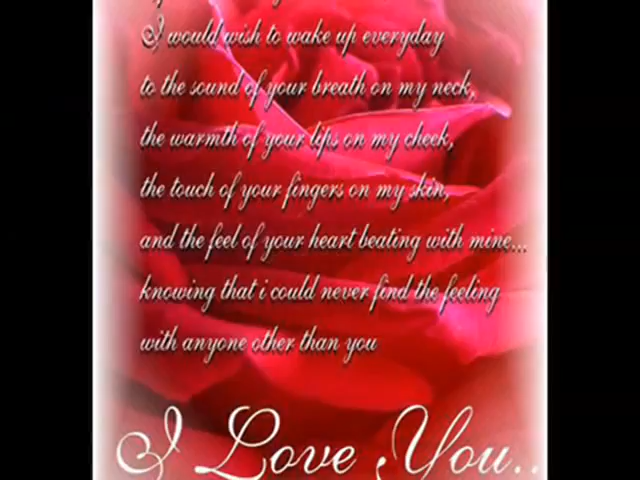 I would wish to wake up everyday
to the sound of your breath on my neck,
the warmth of your lips on my cheek,
the touch of your fingers on my skin,
and the feel of your heart beating with mine...
knowing that i could never find the feeling
with anyone other than you
I Love You..